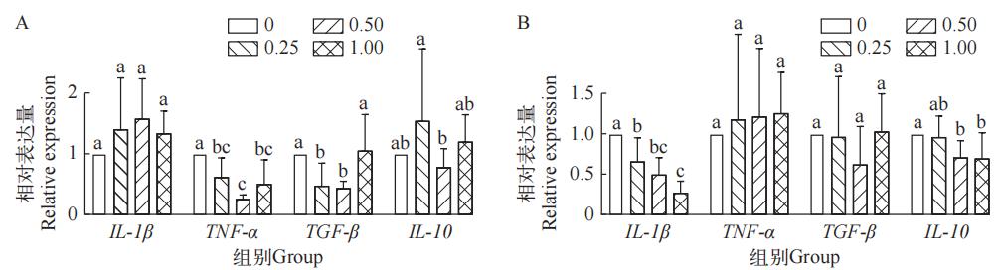 A
0
0.50
0.25
1.00
相对表达量
Relative expression
2
1
0
a
a
a
a
a
bc
c
bc
a
b
b
a
ab
a
b
ab
IL-1β
TNF-α
TGF-β
IL-10
组别Group
B
0
0.50
0.25
1.00
相对表达量
Relative expression
1.5
1.0
0.5
0
a
b
bc
c
a
a
a
a
a
a
a
a
a
ab
b
b
IL-1β
TNF-α
TGF-β
IL-10
组别Group